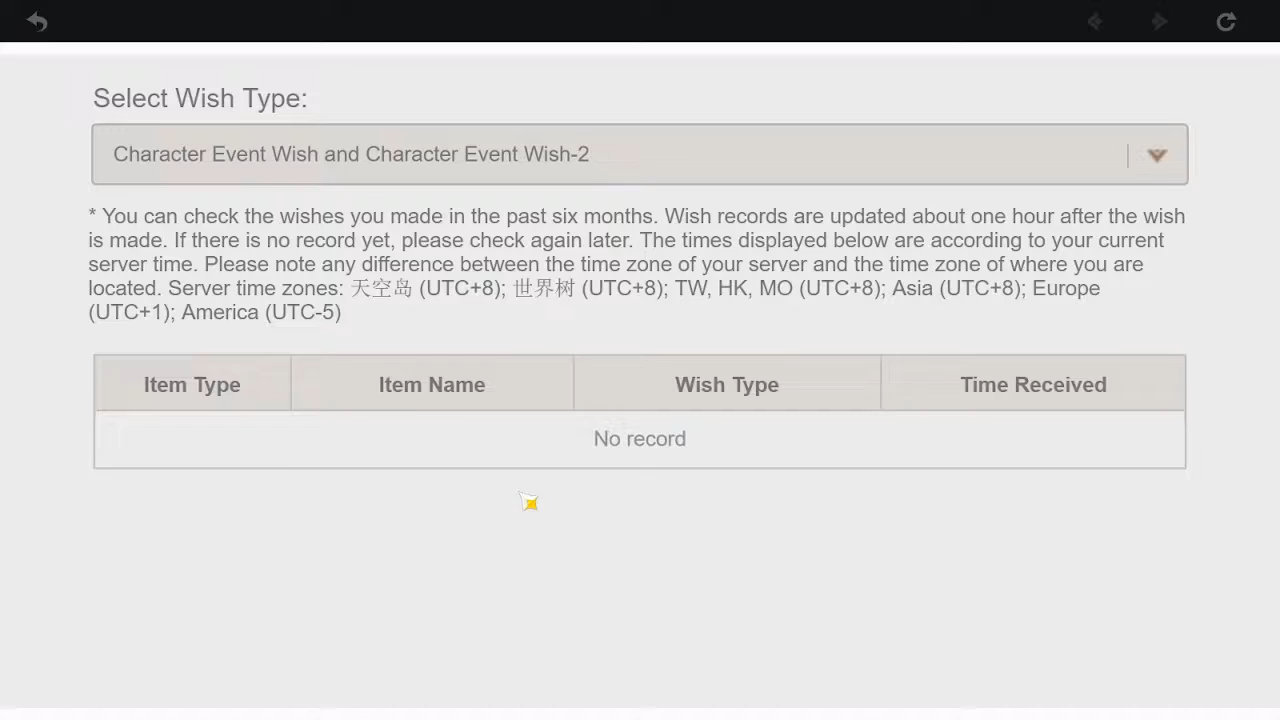 Select Wish Type:
Character Event Wish and Character Event Wish-2
* You can check the wishes you made in the past six months. Wish records are updated about one hour after the wish
is made. If there is no record yet, please check again later. The times displayed below are according to your current
server time. Please note any difference between the time zone of your server and the time zone of where you are
located. Server time zones: 天空岛 (UTC+8); 世界树 (UTC+8); TW, HK, MO (UTC+8); Asia (UTC+8); Europe
(UTC+1); America (UTC-5)
Item Type Item Name Wish Type Time Received
No record